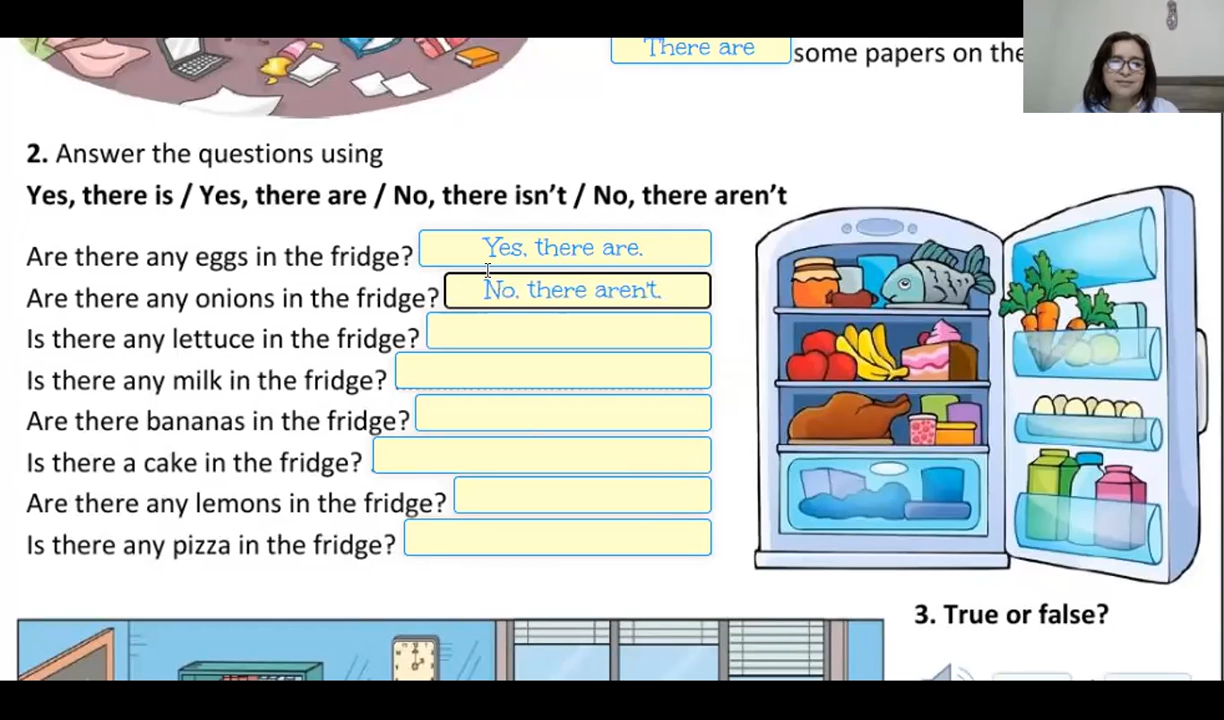 There are
some papers on the
2. Answer the questions using
Yes, there is / Yes, there are / No, there isn't / No, there aren't
Are there any eggs in the fridge? Yes, there are.
Are there any onions in the fridge? No, there aren't.
Is there any lettuce in the fridge?
Is there any milk in the fridge?
Are there bananas in the fridge?
Is there a cake in the fridge?
Are there any lemons in the fridge?
Is there any pizza in the fridge?
3. True or false?